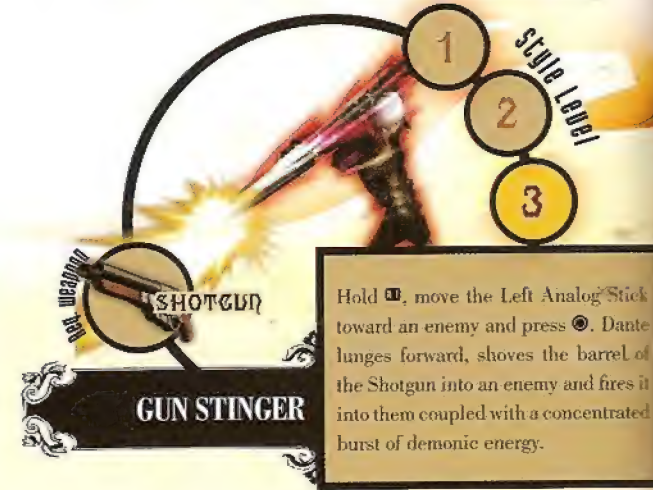 1
2
3
Style Level
Req. Weapon
SHOTGUN
GUN STINGER
Hold R1, move the Left Analog Stick
toward an enemy and press ◉. Dante
lunges forward, shoves the barrel of
the Shotgun into an enemy and fires it
into them coupled with a concentrated
burst of demonic energy.